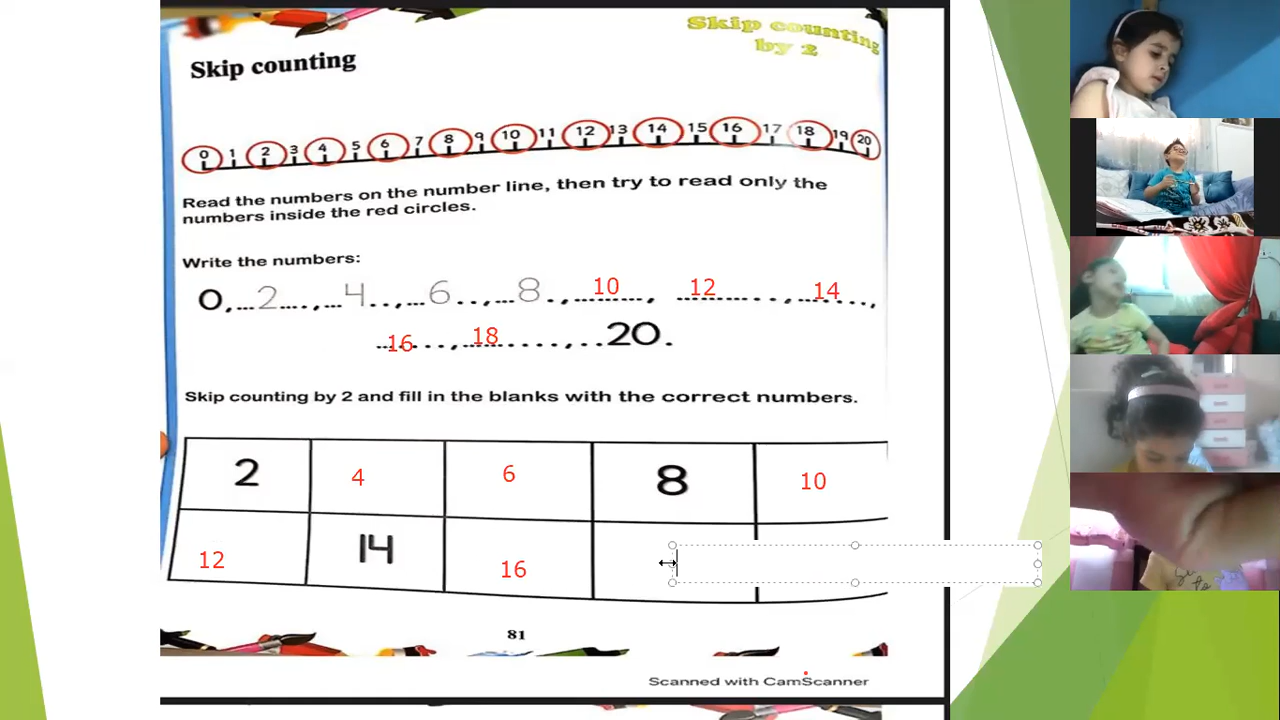 Skip counting
by 2
Skip counting
0 1 2 3 4 5 6 7 8 9 10 11 12 13 14 15 16 17 18 19 20
Read the numbers on the number line, then try to read only the
numbers inside the red circles.
Write the numbers:
0,...2....,...4...,...6...,...8..,..10......, ..12......,..14....,
..16....,..18......,..20.
Skip counting by 2 and fill in the blanks with the correct numbers.
2 4 6 8 10
12 14 16
81
Scanned with CamScanner